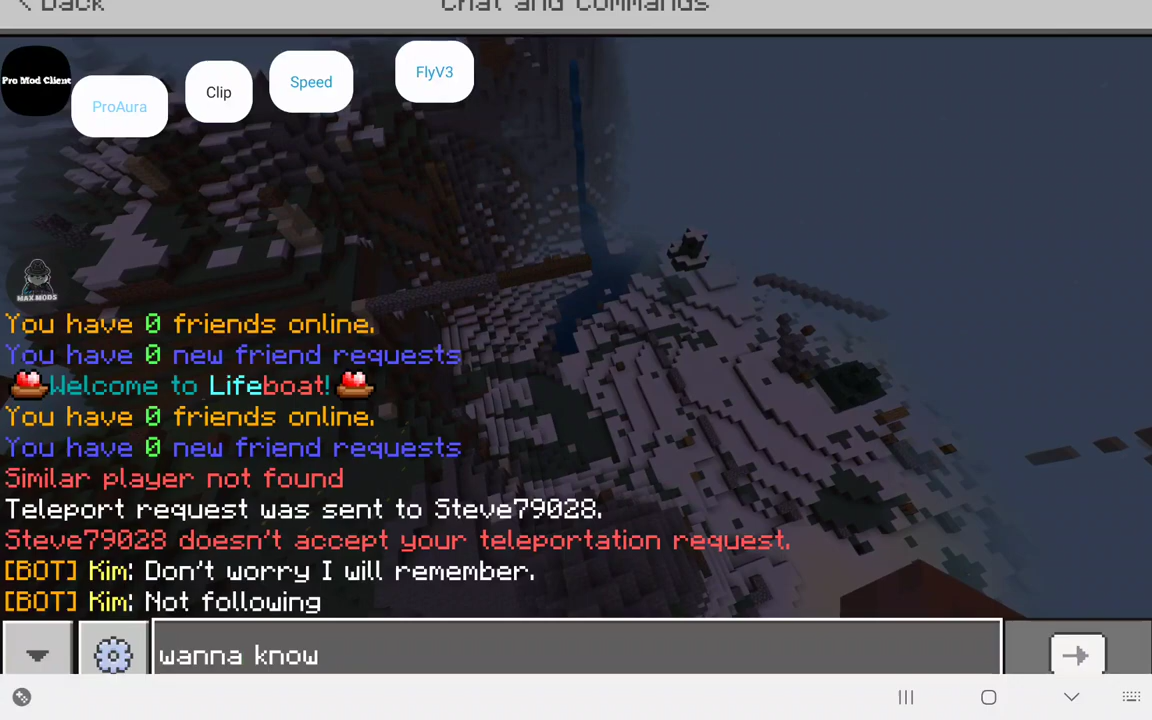 < Back
Chat and Commands
Pro Mod Client
ProAura
Clip
Speed
FlyV3
MAX MODS
You have 0 friends online.
You have 0 new friend requests
Welcome to Lifeboat!
You have 0 friends online.
You have 0 new friend requests
Similar player not found
Teleport request was sent to Steve79028.
Steve79028 doesn't accept your teleportation request.
[BOT] Kim: Don't worry I will remember.
[BOT] Kim: Not following
wanna know